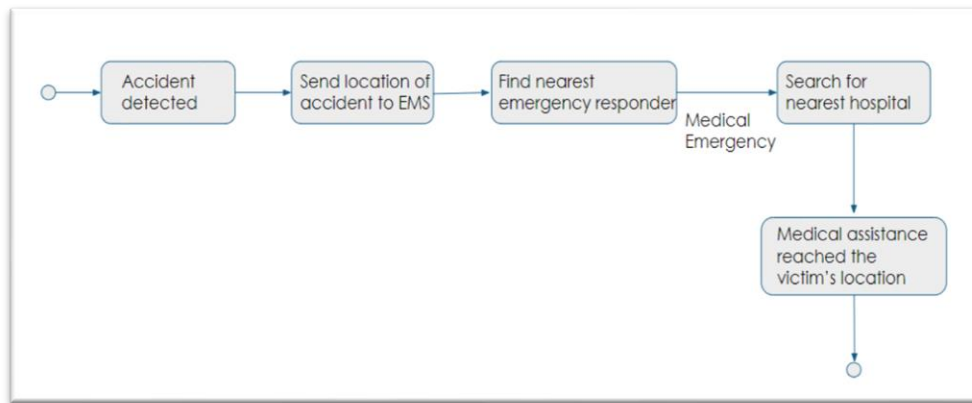 Accident
detected
Send location of
accident to EMS
Find nearest
emergency responder
Medical
Emergency
Search for
nearest hospital
Medical assistance
reached the
victim's location